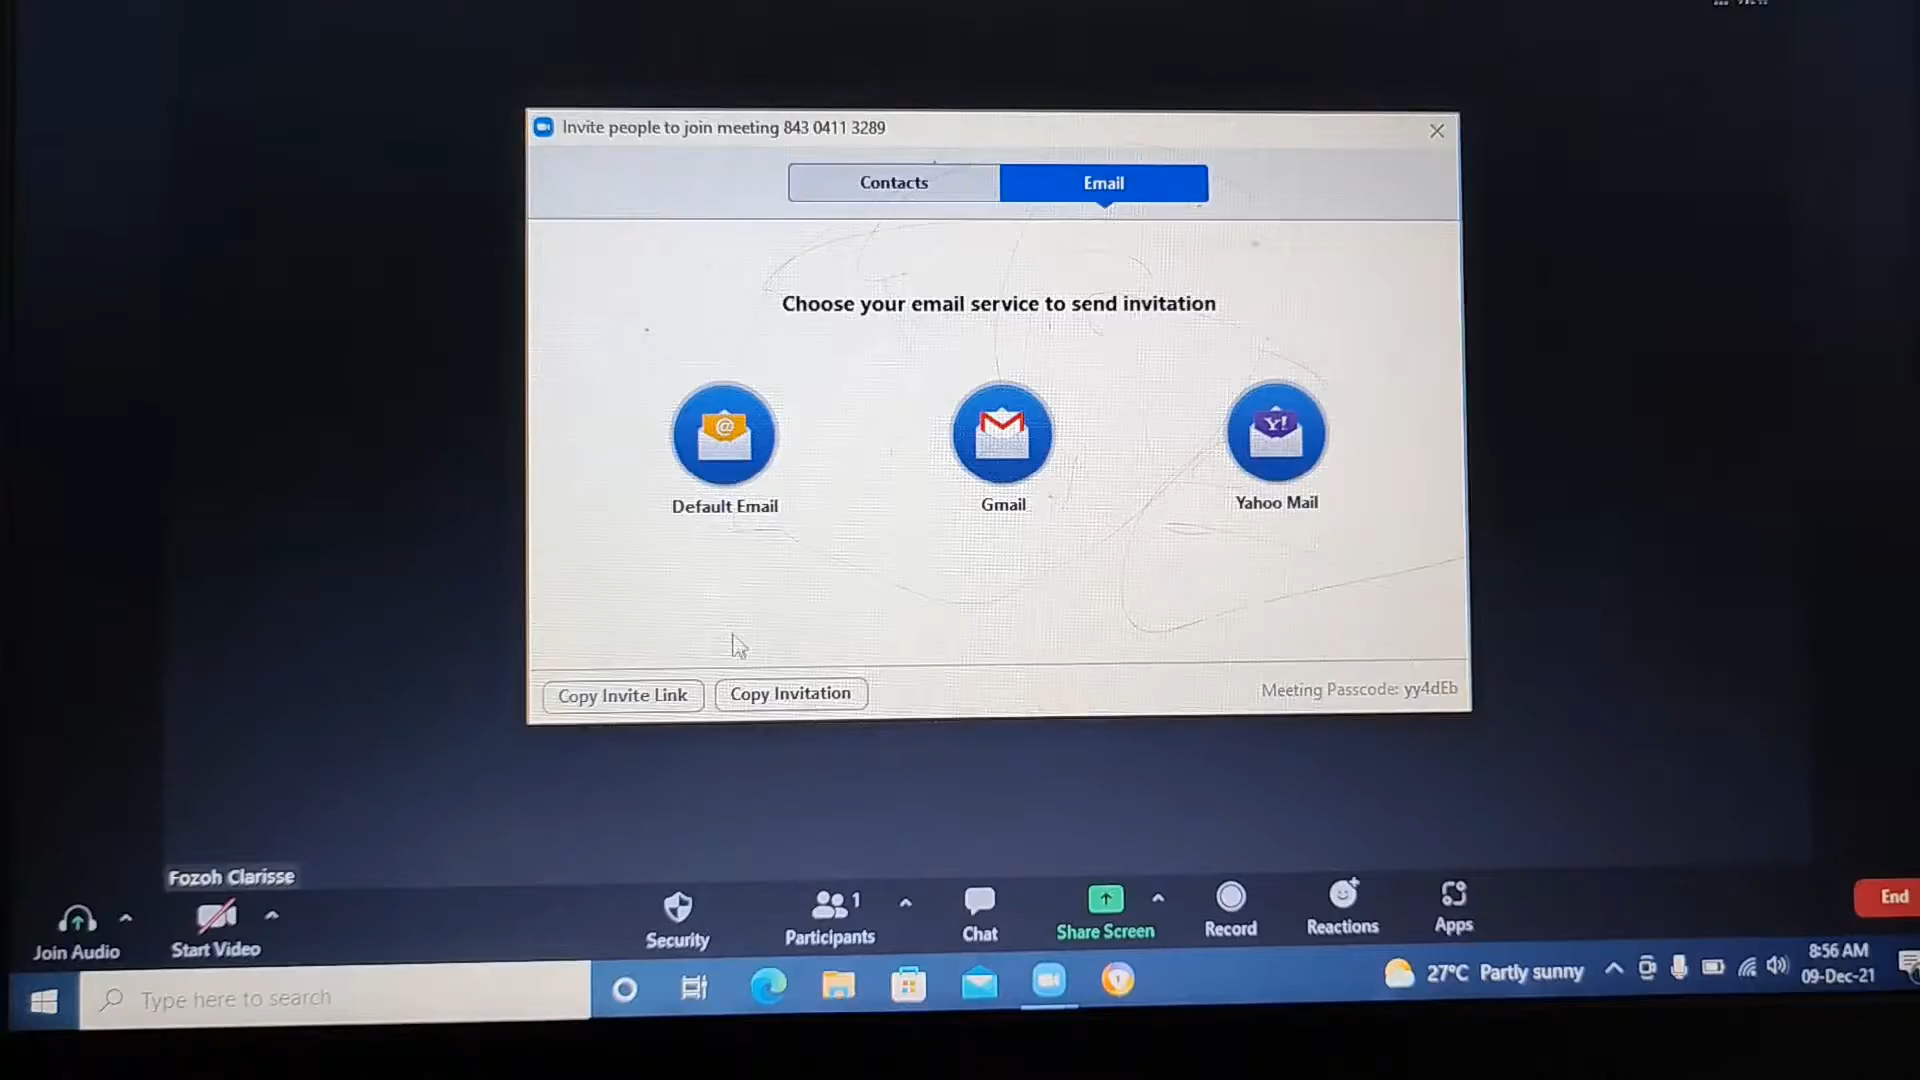 Invite people to join meeting 843 0411 3289
Contacts
Email
Choose your email service to send invitation
@
Y!
Default Email
Gmail
Yahoo Mail
Copy Invite Link
Copy Invitation
Meeting Passcode: yy4dEb
Fozoh Clarisse
Join Audio
Start Video
Security
1
Participants
Chat
Share Screen
Record
Reactions
Apps
End
Type here to search
27°C Partly sunny
8:56 AM
09-Dec-21